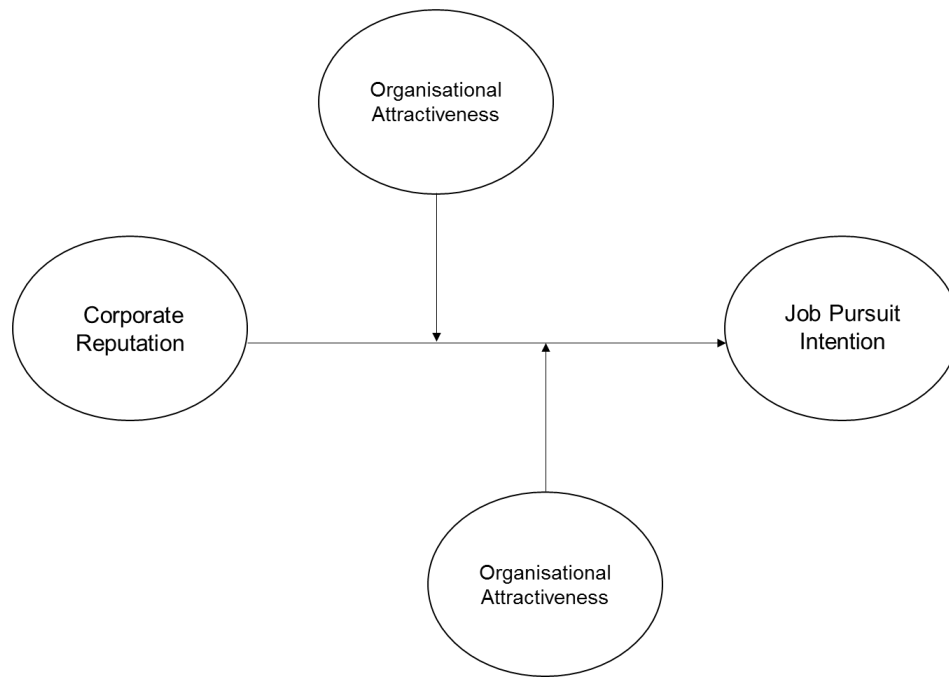 Organisational
Attractiveness
Corporate
Reputation
Job Pursuit
Intention
Organisational
Attractiveness